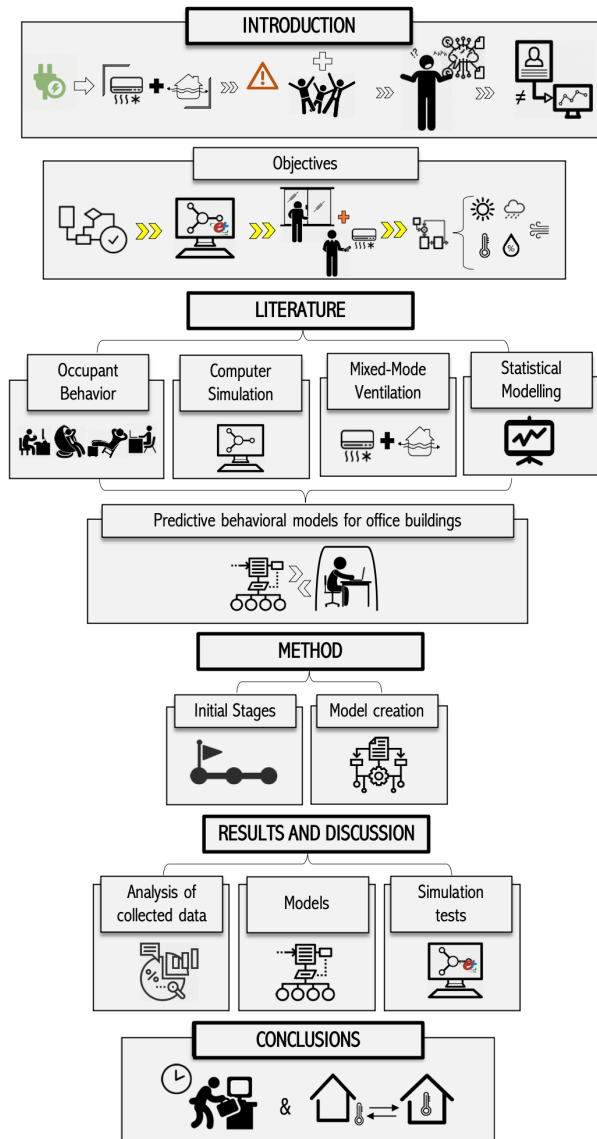 INTRODUCTION
!?
≠
Objectives
%
LITERATURE
Occupant
Behavior
Computer
Simulation
Mixed-Mode
Ventilation
Statistical
Modelling
Predictive behavioral models for office buildings
METHOD
Initial Stages
Model creation
RESULTS AND DISCUSSION
Analysis of
collected data
Models
Simulation
tests
%
CONCLUSIONS
&